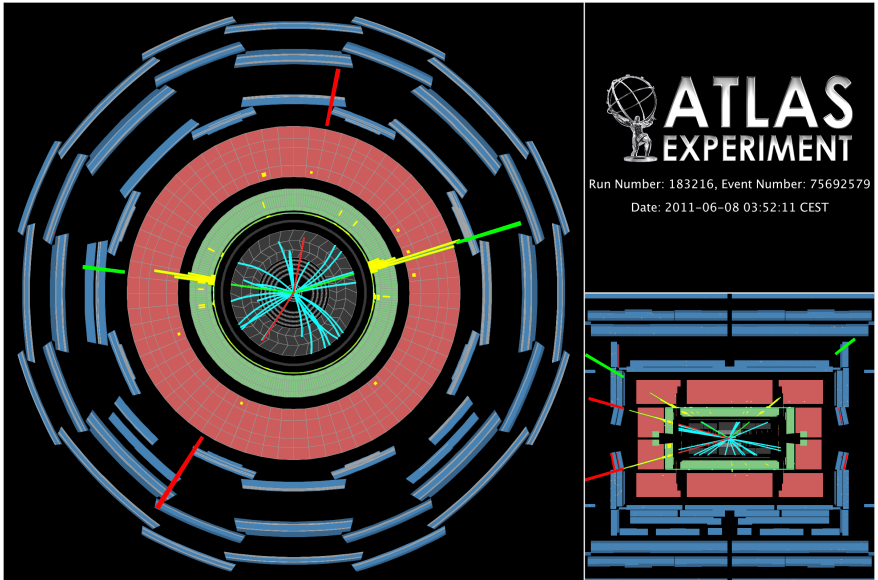 ATLAS
EXPERIMENT
Run Number: 183216, Event Number: 75692579
Date: 2011-06-08 03:52:11 CEST